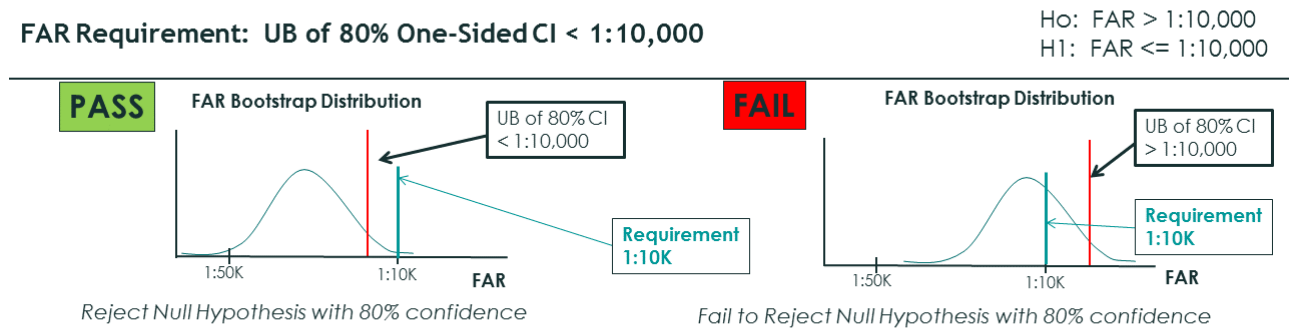 FAR Requirement:  UB of 80% One-Sided CI < 1:10,000
Ho:  FAR > 1:10,000
H1:  FAR <= 1:10,000
PASS
FAR Bootstrap Distribution
UB of 80% CI
< 1:10,000
Requirement
1:10K
1:50K
1:10K
FAR
Reject Null Hypothesis with 80% confidence
FAIL
FAR Bootstrap Distribution
UB of 80% CI
> 1:10,000
Requirement
1:10K
1:50K
1:10K
FAR
Fail to Reject Null Hypothesis with 80% confidence